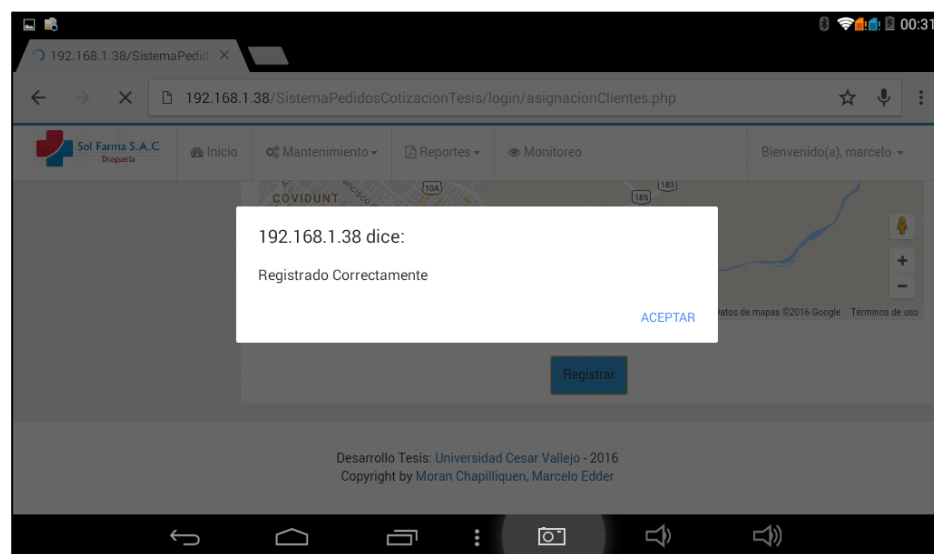 00:31
192.168.1.38/SistemaPedid
192.168.1.38/SistemaPedidosCotizacionTesis/login/asignacionClientes.php
Sol Farma S.A.C
Droguería
Inicio
Mantenimiento
Reportes
Monitoreo
Bienvenido(a), marcelo
COVIDUNT
10A
183
185
192.168.1.38 dice:
Registrado Correctamente
ACEPTAR
Datos de mapas ©2016 Google Términos de uso
Registrar
Desarrollo Tesis: Universidad Cesar Vallejo - 2016
Copyright by Moran Chapilliquen, Marcelo Edder